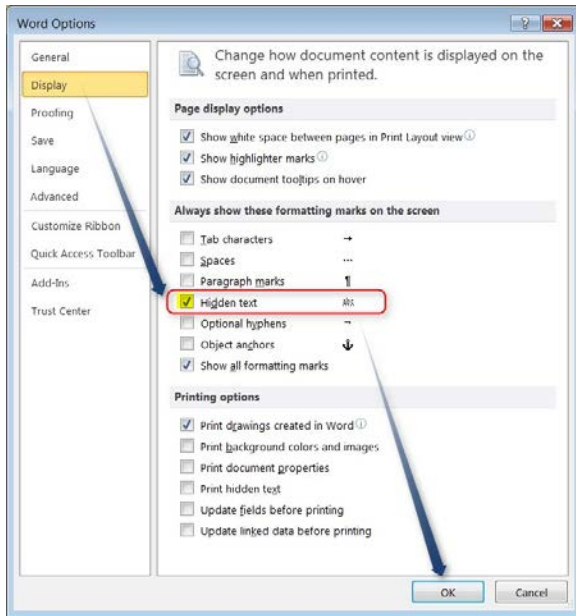 Word Options
General
Display
Proofing
Save
Language
Advanced
Customize Ribbon
Quick Access Toolbar
Add-Ins
Trust Center
Change how document content is displayed on the
screen and when printed.
Page display options
Show white space between pages in Print Layout view
Show highlighter marks
Show document tooltips on hover
Always show these formatting marks on the screen
Tab characters →
Spaces ...
Paragraph marks ¶
Hidden text abc
Optional hyphens ¬
Object anchors
Show all formatting marks
Printing options
Print drawings created in Word
Print background colors and images
Print document properties
Print hidden text
Update fields before printing
Update linked data before printing
OK
Cancel